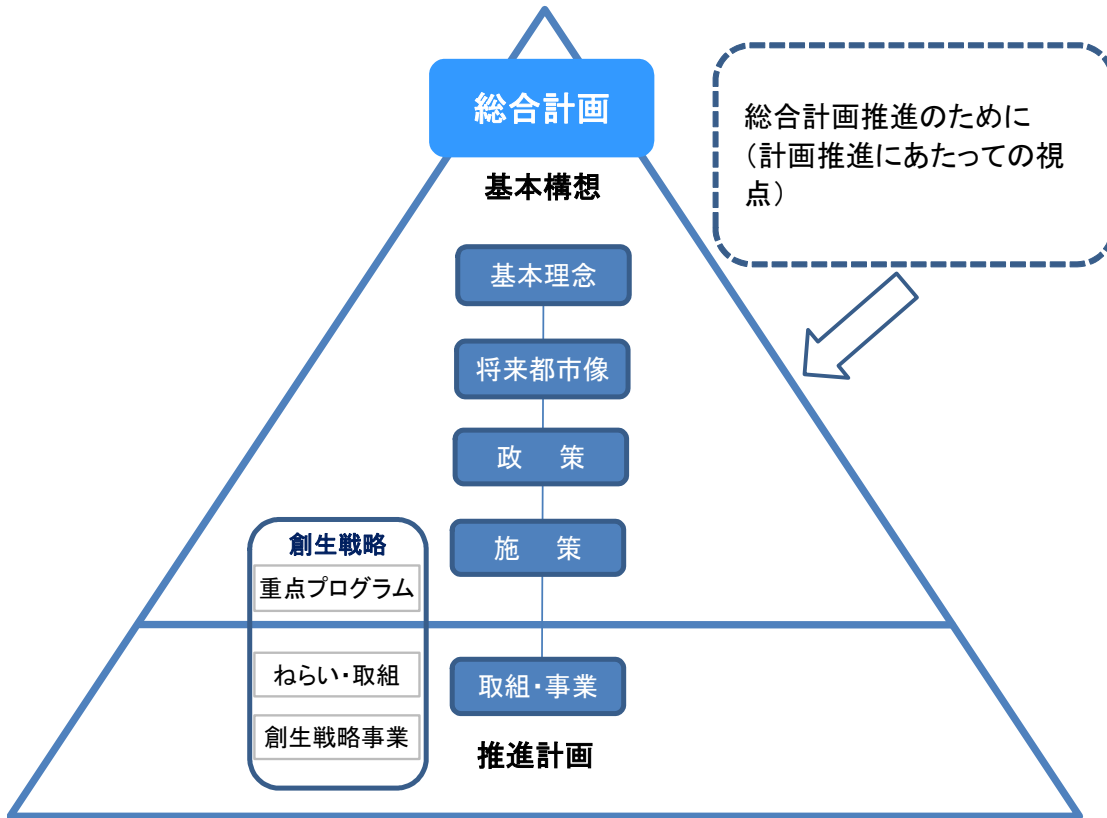 総合計画
総合計画推進のために
(計画推進にあたっての視
点)
基本構想
基本理念
将来都市像
政　策
施　策
創生戦略
重点プログラム
ねらい・取組
創生戦略事業
取組・事業
推進計画